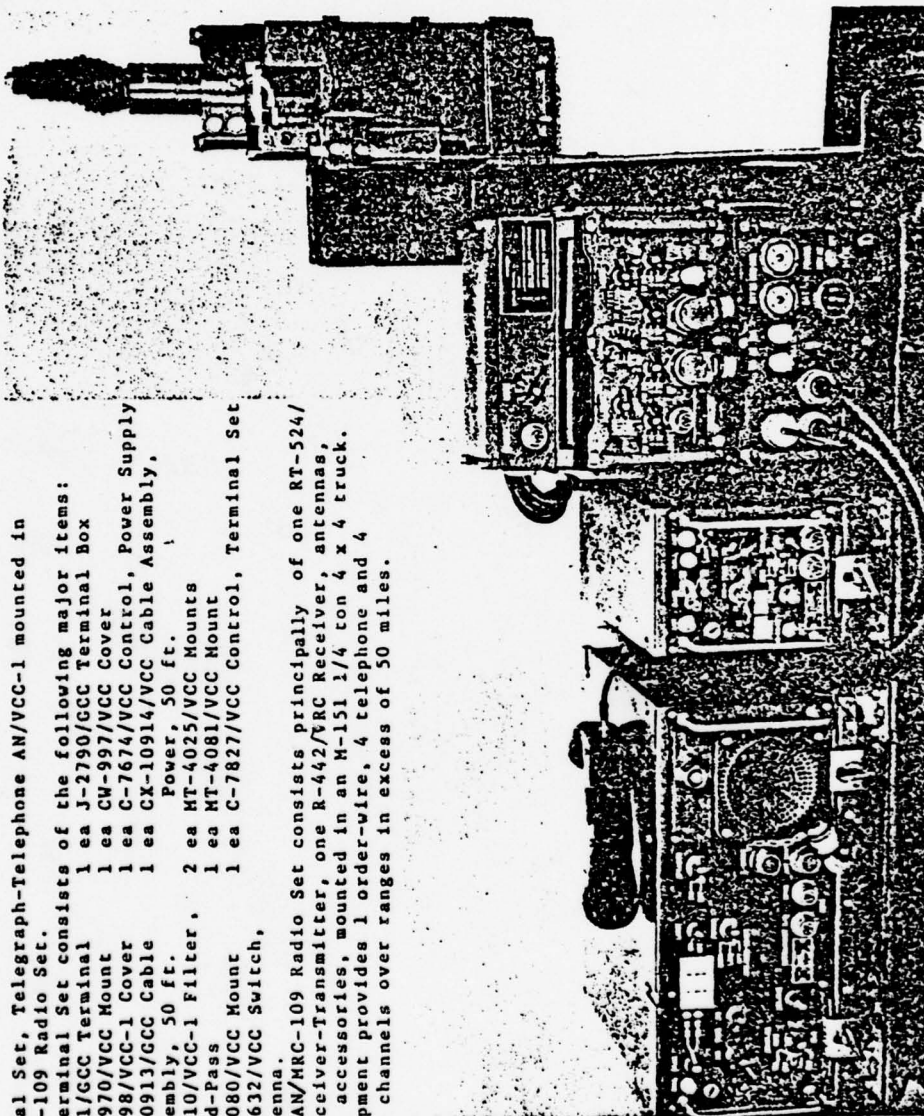 al Set, Telegraph-Telephone AN/VCC-1 mounted in
-109 Radio Set.
erminal Set consists of the following major items:
1/GCC Terminal 1 ea J-2790/GCC Terminal Box
970/VCC Mount 1 ea CW-997/VCC Cover
98/VCC-1 Cover 1 ea C-7674/VCC Control, Power Supply
0913/GCC Cable 1 ea CX-10914/VCC Cable Assembly,
embly, 50 ft. Power, 50 ft.
10/VCC-1 Filter, 2 ea MT-4025/VCC Mounts
d-Pass 1 ea MT-4081/VCC Mount
080/VCC Mount 1 ea C-7827/VCC Control, Terminal Set
632/VCC Switch,
enna.
AN/MRC-109 Radio Set consists principally of one RT-524/
ceiver-Transmitter, one R-442/VRC Receiver, antennas,
accessories, mounted in an M-151 1/4 ton 4 x 4 truck.
pment provides 1 order-wire, 4 telephone and 4
channels over ranges in excess of 50 miles.